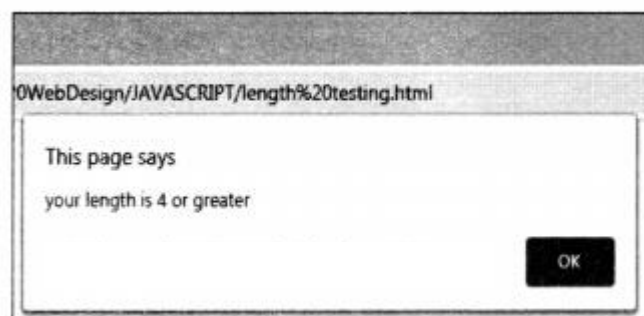 0WebDesign/JAVASCRIPT/length%20testing.html
This page says
your length is 4 or greater
OK